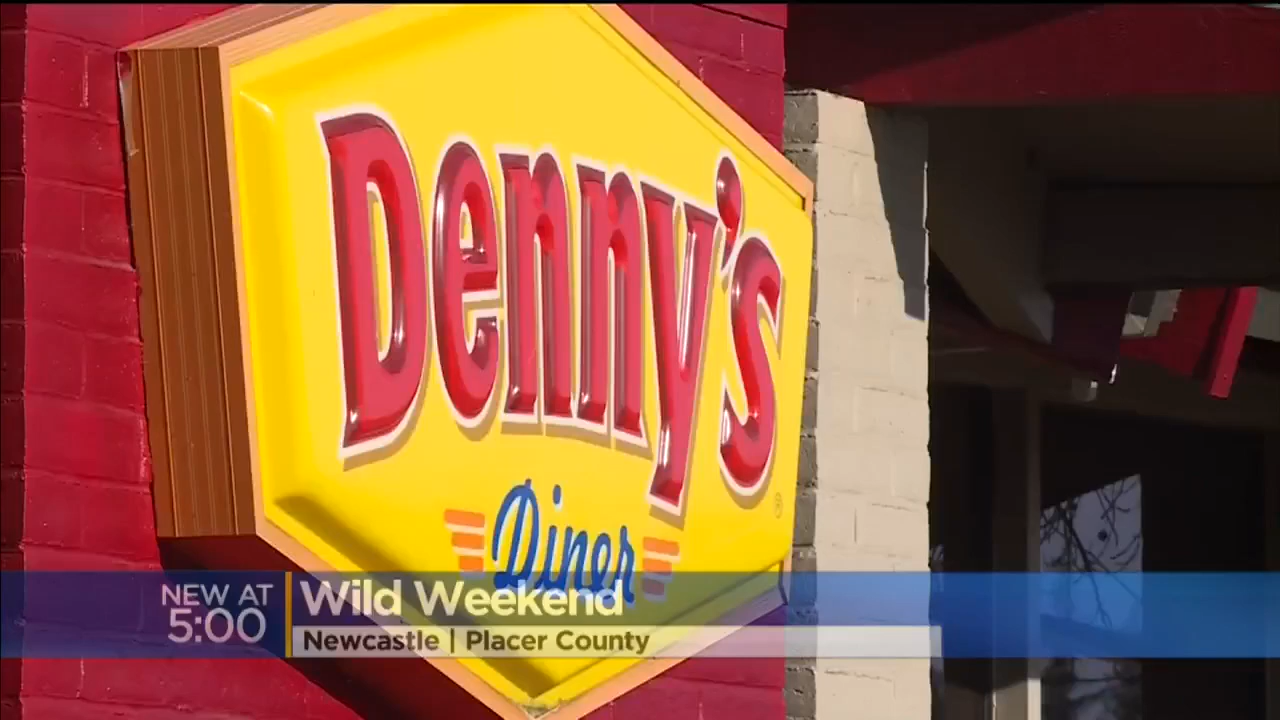 Denny's
Diner
NEW AT
5:00
Wild Weekend
Newcastle | Placer County